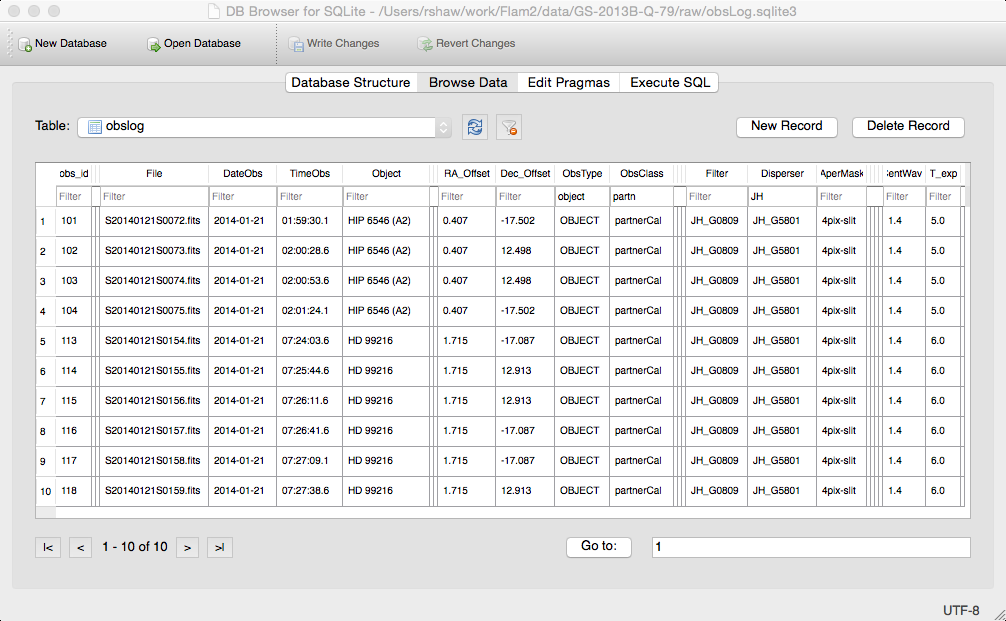 DB Browser for SQLite - /Users/rshaw/work/Flam2/data/GS-2013B-Q-79/raw/obsLog.sqlite3
New Database Open Database Write Changes Revert Changes
Database Structure Browse Data Edit Pragmas Execute SQL
Table: obslog New Record Delete Record
obs_id File DateObs TimeObs Object RA_Offset Dec_Offset ObsType ObsClass Filter Disperser AperMask entWav T_exp
Filter Filter Filter Filter Filter Filter Filter object partn Filter JH Filter Filter Filter
1 101 S20140121S0072.fits 2014-01-21 01:59:30.1 HIP 6546 (A2) 0.407 -17.502 OBJECT partnerCal JH_G0809 JH_G5801 4pix-slit 1.4 5.0
2 102 S20140121S0073.fits 2014-01-21 02:00:28.6 HIP 6546 (A2) 0.407 12.498 OBJECT partnerCal JH_G0809 JH_G5801 4pix-slit 1.4 5.0
3 103 S20140121S0074.fits 2014-01-21 02:00:53.6 HIP 6546 (A2) 0.407 12.498 OBJECT partnerCal JH_G0809 JH_G5801 4pix-slit 1.4 5.0
4 104 S20140121S0075.fits 2014-01-21 02:01:24.1 HIP 6546 (A2) 0.407 -17.502 OBJECT partnerCal JH_G0809 JH_G5801 4pix-slit 1.4 5.0
5 113 S20140121S0154.fits 2014-01-21 07:24:03.6 HD 99216 1.715 -17.087 OBJECT partnerCal JH_G0809 JH_G5801 4pix-slit 1.4 6.0
6 114 S20140121S0155.fits 2014-01-21 07:25:44.6 HD 99216 1.715 12.913 OBJECT partnerCal JH_G0809 JH_G5801 4pix-slit 1.4 6.0
7 115 S20140121S0156.fits 2014-01-21 07:26:11.6 HD 99216 1.715 12.913 OBJECT partnerCal JH_G0809 JH_G5801 4pix-slit 1.4 6.0
8 116 S20140121S0157.fits 2014-01-21 07:26:41.6 HD 99216 1.715 -17.087 OBJECT partnerCal JH_G0809 JH_G5801 4pix-slit 1.4 6.0
9 117 S20140121S0158.fits 2014-01-21 07:27:09.1 HD 99216 1.715 -17.087 OBJECT partnerCal JH_G0809 JH_G5801 4pix-slit 1.4 6.0
10 118 S20140121S0159.fits 2014-01-21 07:27:38.6 HD 99216 1.715 12.913 OBJECT partnerCal JH_G0809 JH_G5801 4pix-slit 1.4 6.0
|< < 1 - 10 of 10 > >| Go to: 1
UTF-8